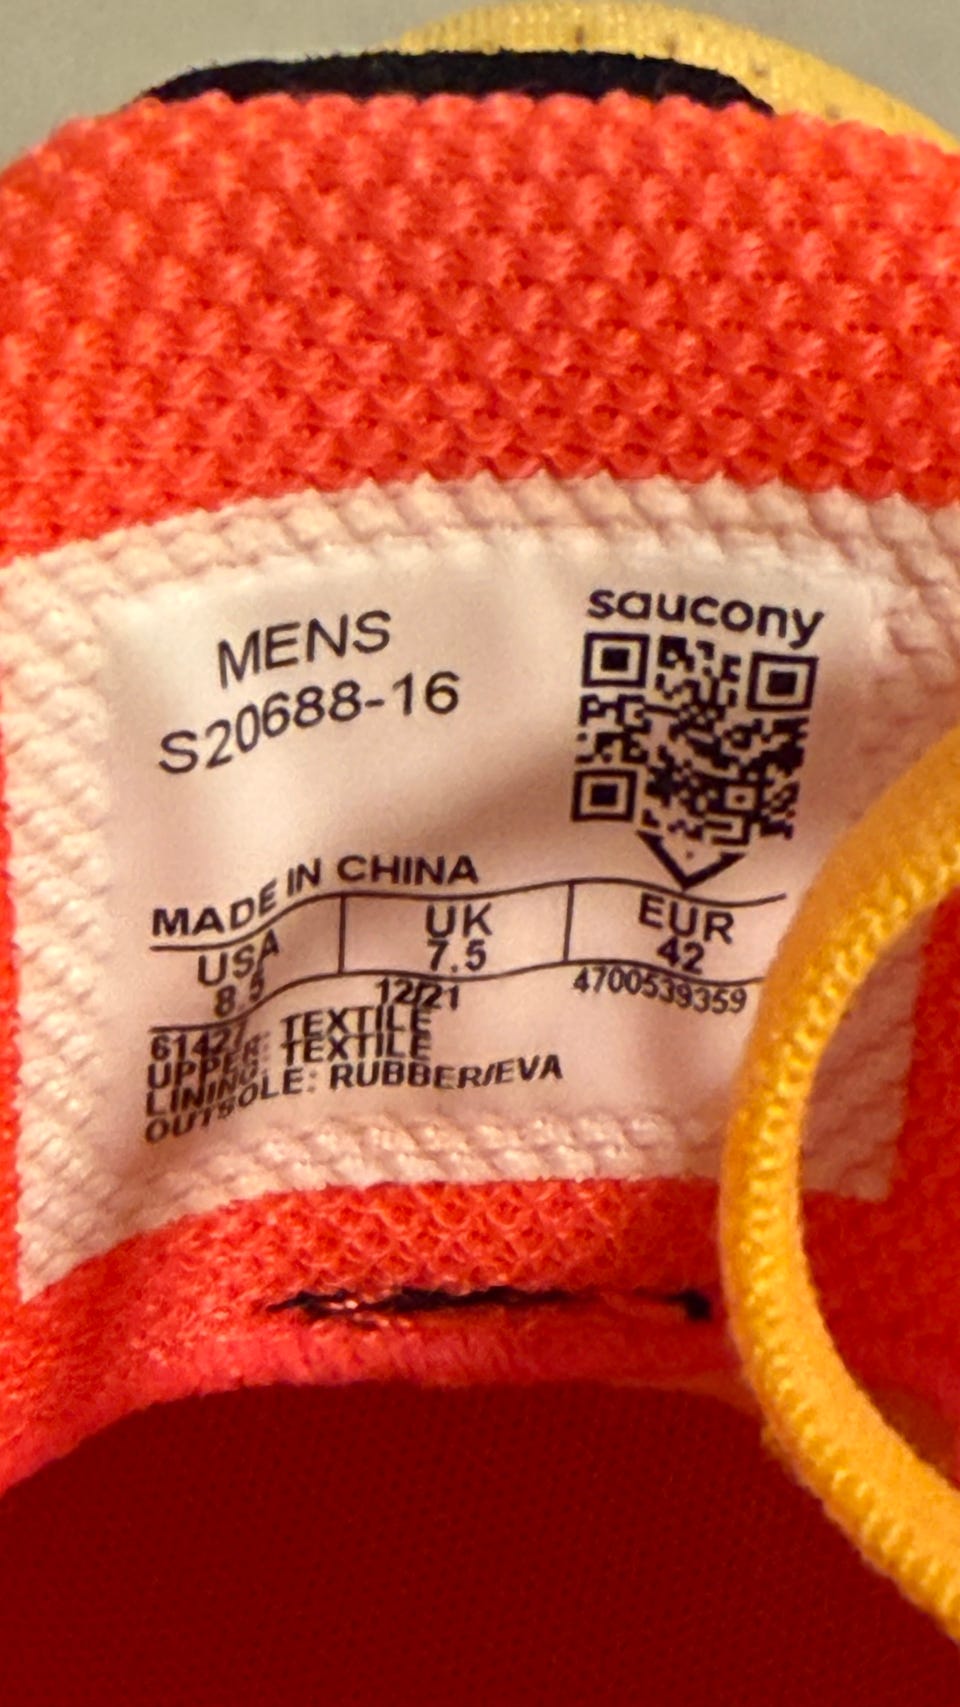 saucony
MENS
S20688-16
MADE IN CHINA
USA UK EUR
8.5 7.5 42
61427 12/21 4700539359
UPPER: TEXTILE
LINING: TEXTILE
OUTSOLE: RUBBER/EVA